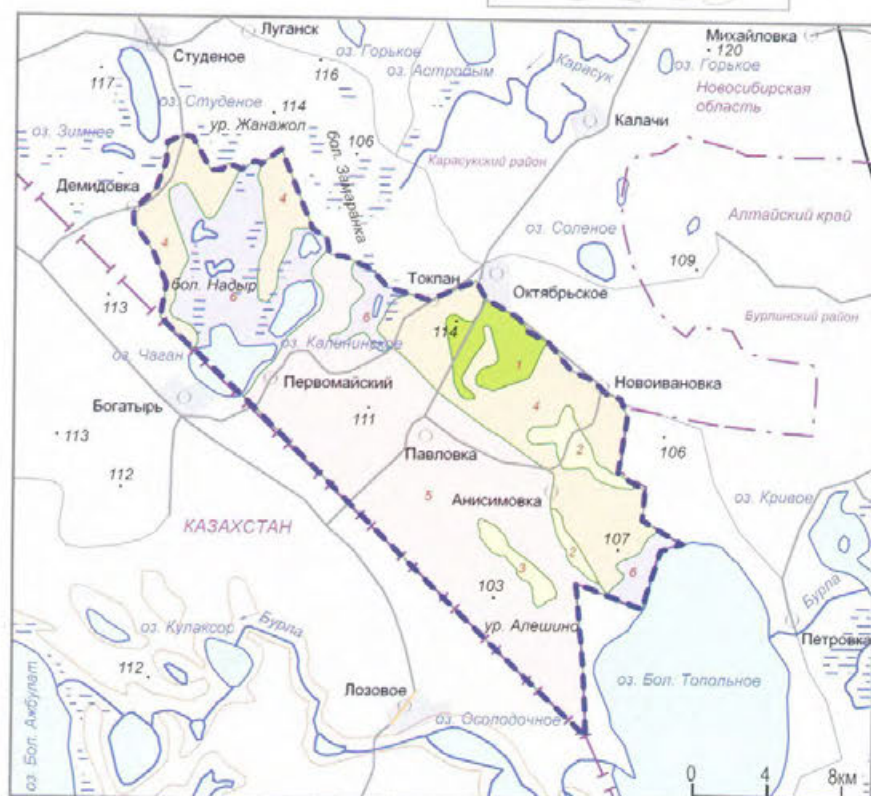 Луганск
Михайловка
120
Студеное
оз. Горькое
116
оз. Астродым
Карасук
оз. Горькое
117
Новосибирская
область
оз. Студеное
114
ур. Жанажол
Калачи
оз. Зимнее
106
бол. Замаранка
Карасукский район
Демидовка
4
4
Алтайский край
оз. Соленое
109
Токпан
Октябрьское
113
бол. Надыр
6
6
114
Бурлинский район
оз. Калининское
оз. Чаган
1
Первомайский
Новоивановка
Богатырь
4
111
113
Павловка
2
106
112
5
Анисимовка
оз. Кривое
КАЗАХСТАН
107
2
6
3
103
Бурла
Бурла
оз. Кулаксор
ур. Алешино
Петровка
112
оз. Бол. Топольное
Лозовое
оз. Осолодочное
оз. Бол. Ажбулат
0 4 8км